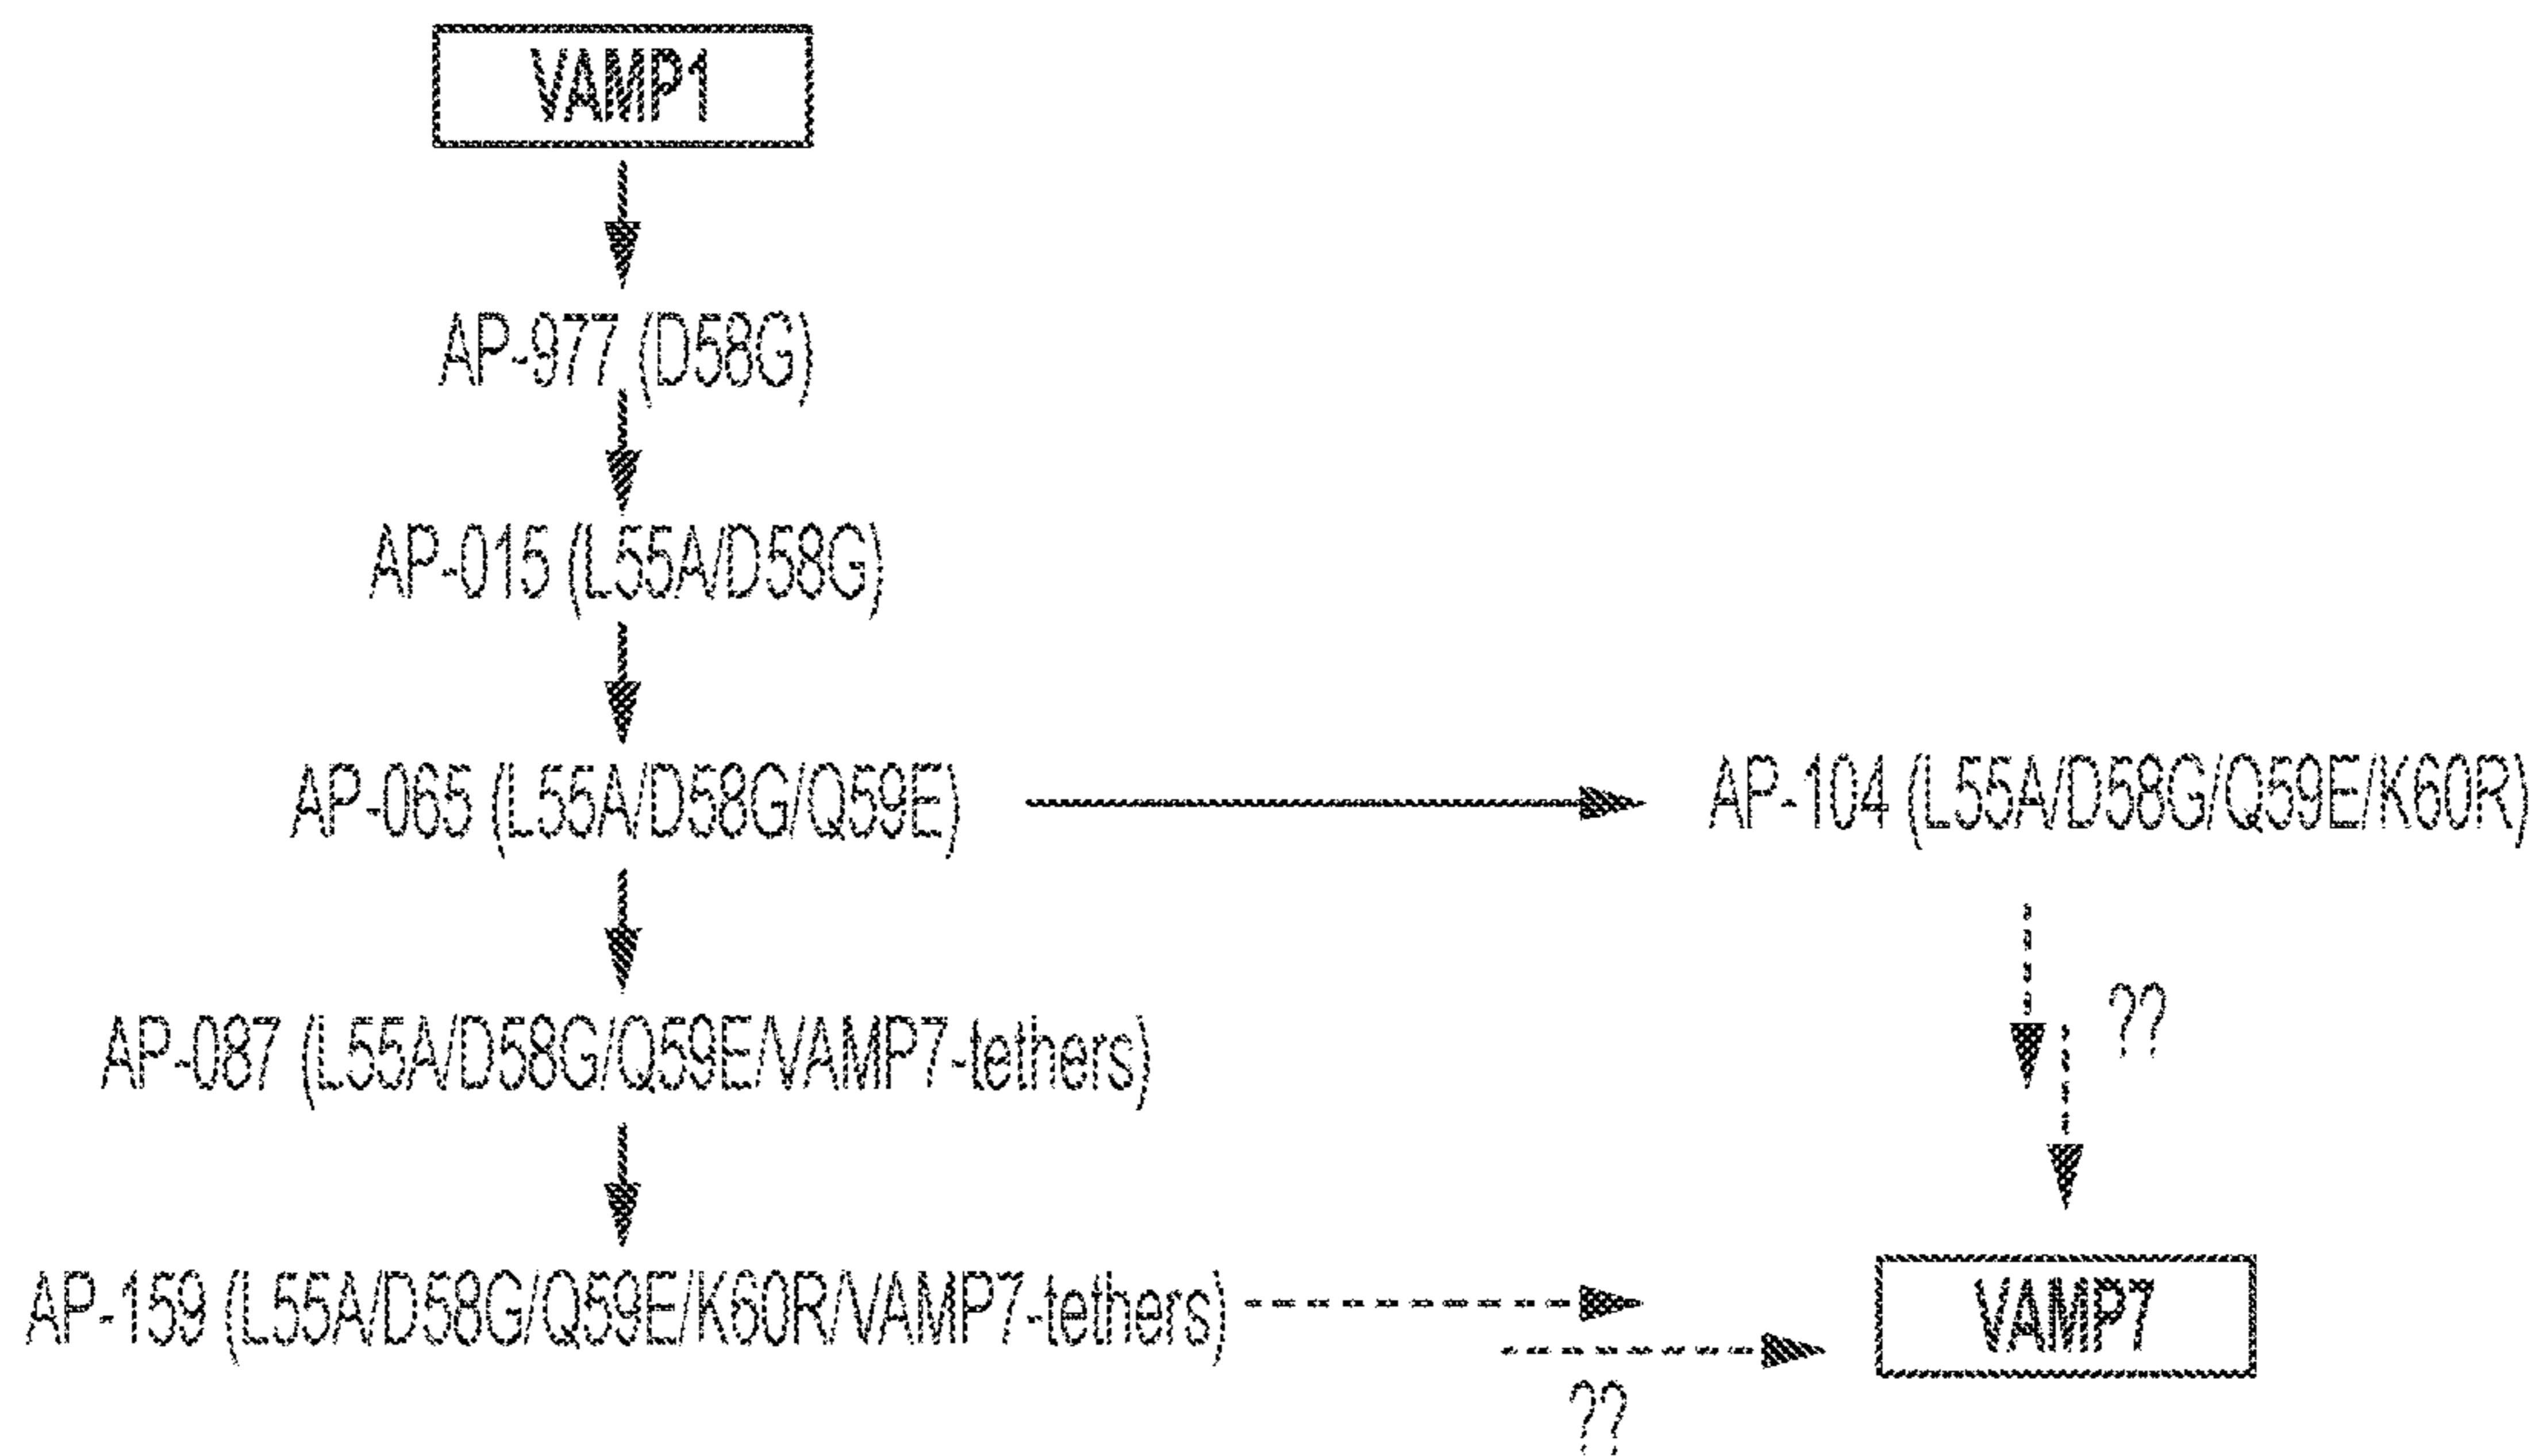 VAMP1
AP-977 (D58G)
AP-015 (L55A/D58G)
AP-065 (L55A/D58G/Q59E)
AP-104 (L55A/D58G/Q59E/K60R)
??
AP-087 (L55A/D58G/Q59E/VAMP7-tethers)
AP-159 (L55A/D58G/Q59E/K60R/VAMP7-tethers)
VAMP7
??